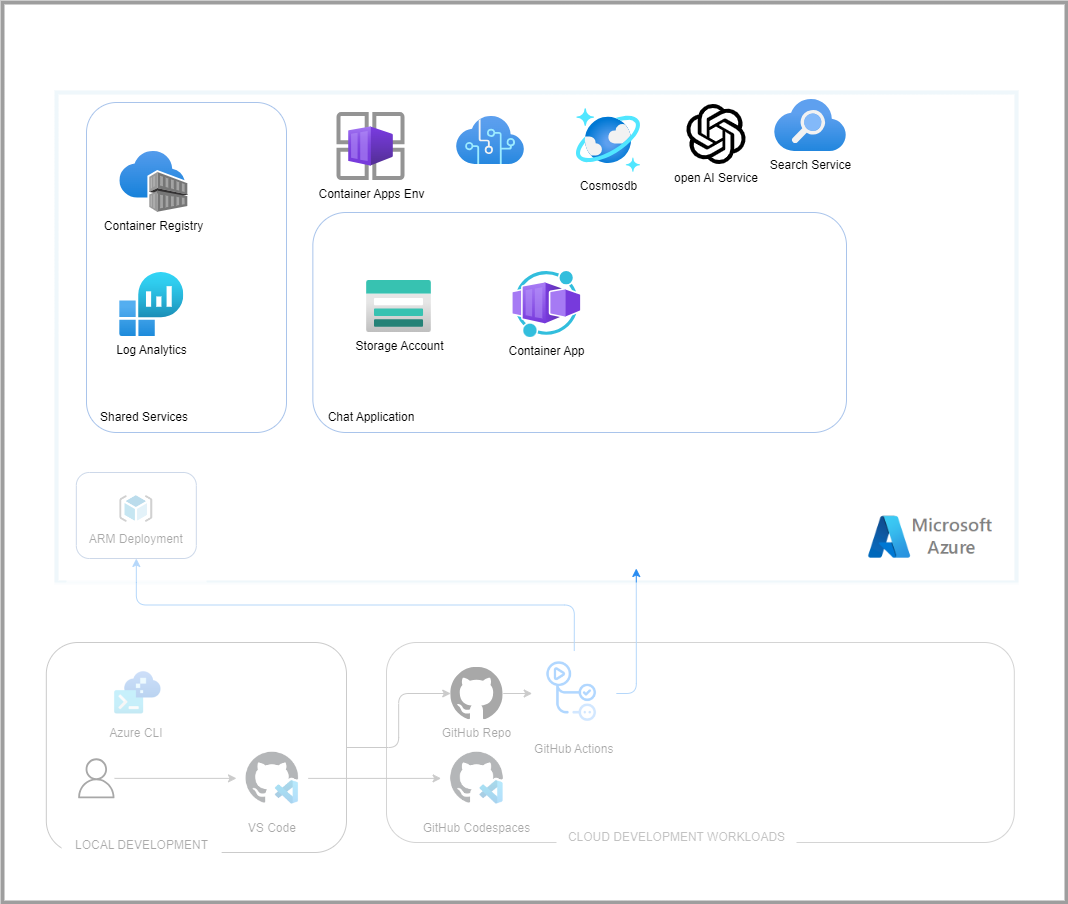 Container Apps Env
Cosmosdb
open AI Service
Search Service
Container Registry
Log Analytics
Shared Services
Storage Account
Container App
Chat Application
ARM Deployment
Microsoft
Azure
Azure CLI
VS Code
LOCAL DEVELOPMENT
GitHub Repo
GitHub Actions
GitHub Codespaces
CLOUD DEVELOPMENT WORKLOADS